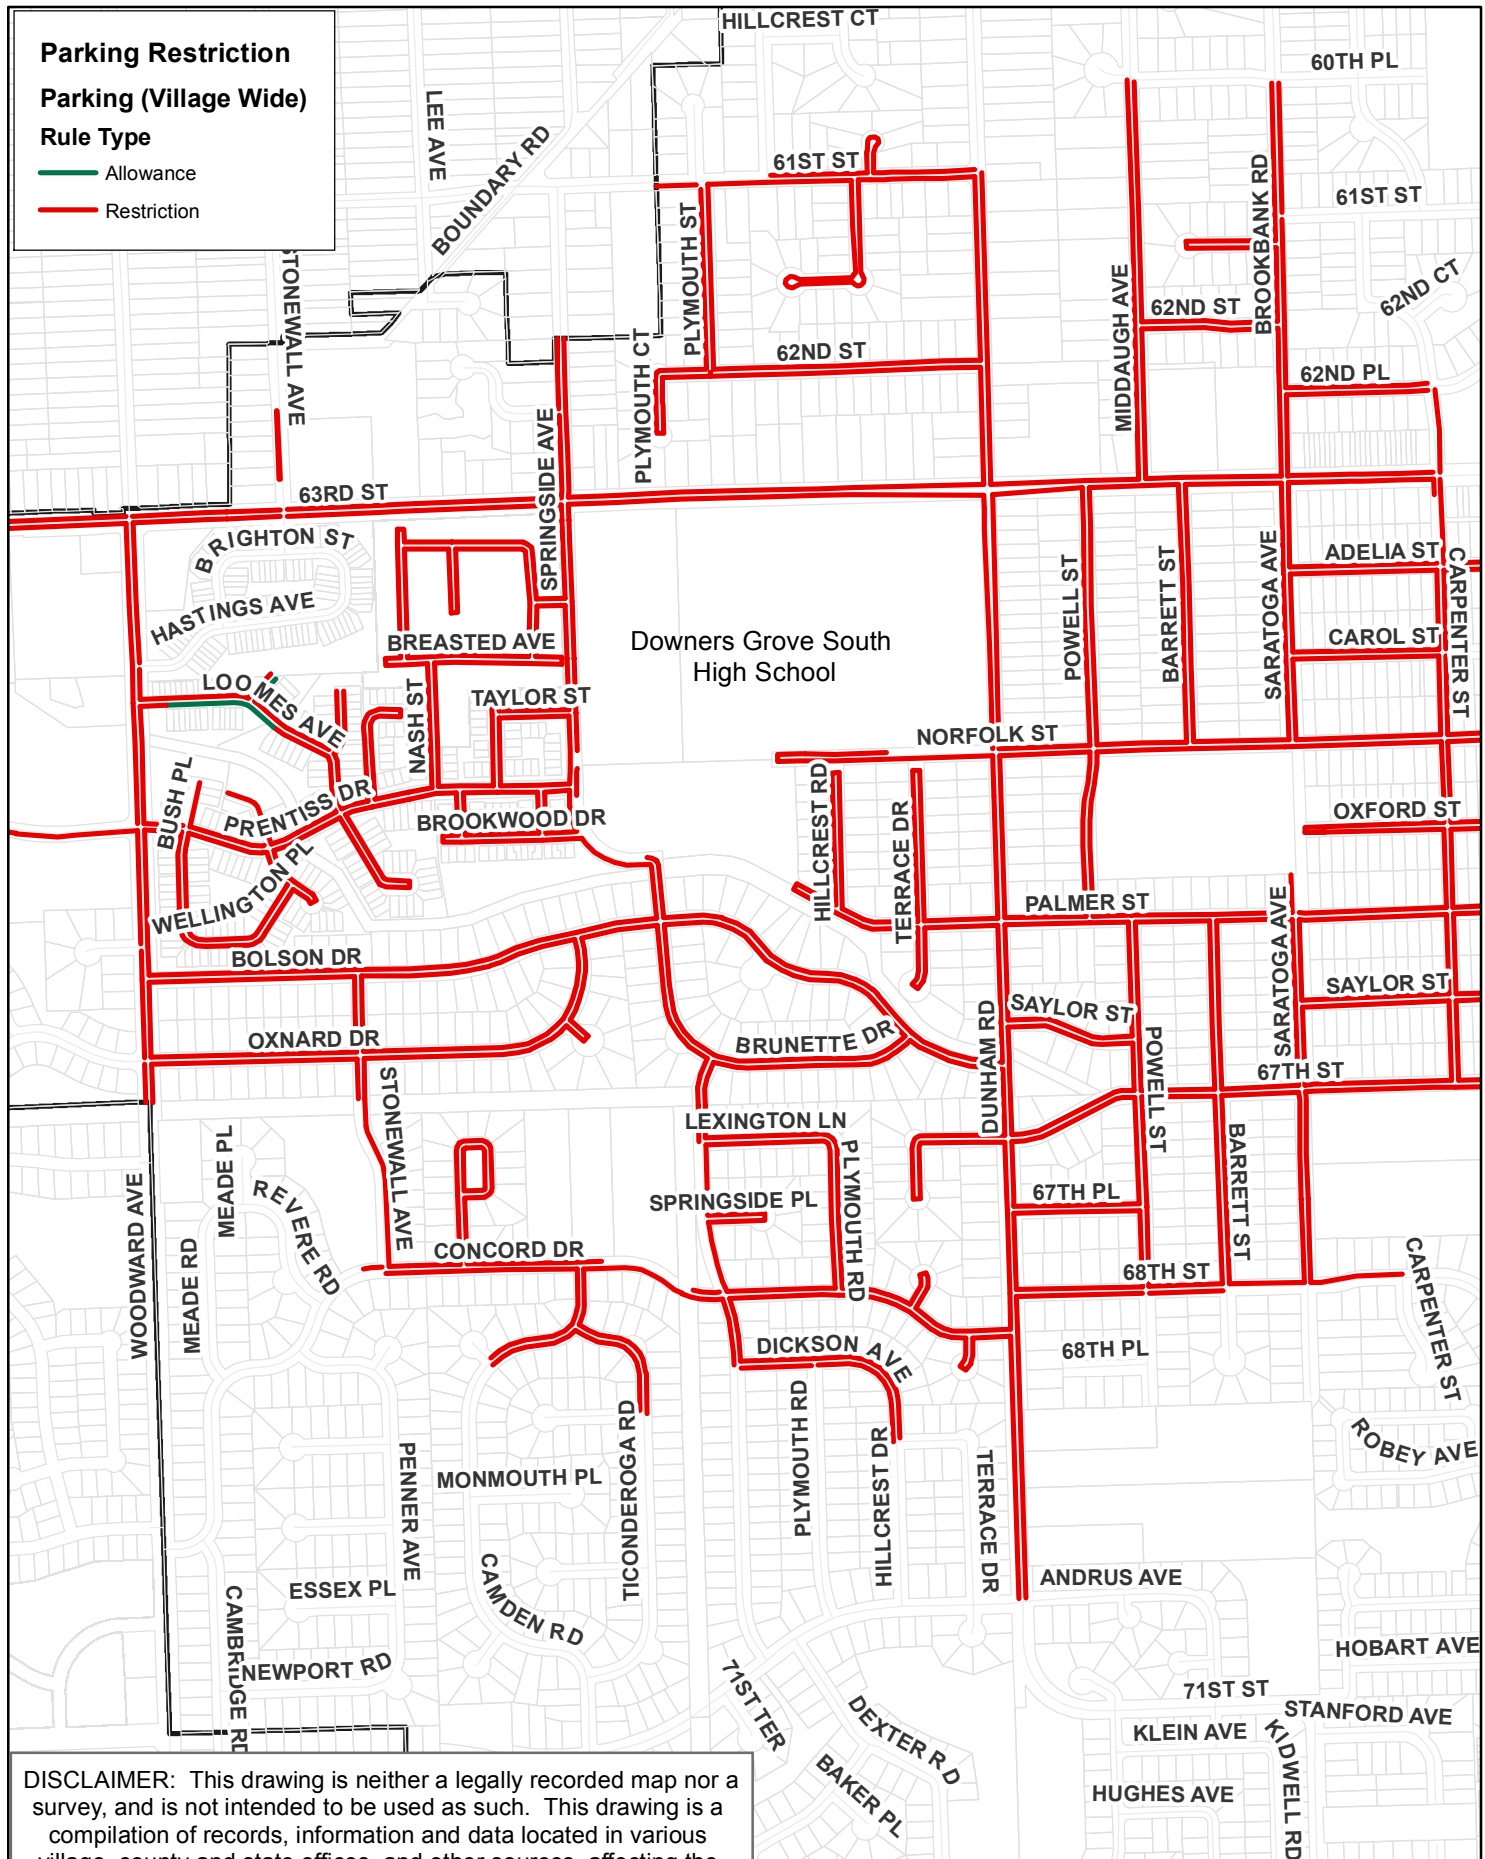 Parking Restriction
Parking (Village Wide)
Rule Type
Allowance
Restriction
HILLCREST CT
60TH PL
LEE AVE
BOUNDARY RD
61ST ST
BROOKBANK RD
61ST ST
STONEWALL AVE
PLYMOUTH ST
MIDDAUGH AVE
62ND ST
62ND CT
PLYMOUTH CT
62ND ST
62ND PL
SPRINGSIDE AVE
63RD ST
BRIGHTON ST
HASTINGS AVE
BREASTED AVE
Downers Grove South
High School
POWELL ST
BARRETT ST
SARATOGA AVE
ADELIA ST
CAROL ST
CARPENTER ST
LOOMES AVE
NASH ST
TAYLOR ST
NORFOLK ST
BUSH PL
PRENTISS DR
BROOKWOOD DR
HILLCREST RD
TERRACE DR
OXFORD ST
WELLINGTON PL
PALMER ST
SARATOGA AVE
BOLSON DR
SAYLOR ST
SAYLOR ST
OXNARD DR
BRUNETTE DR
DUNHAM RD
POWELL ST
67TH ST
STONEWALL AVE
LEXINGTON LN
PLYMOUTH RD
BARRETT ST
MEADE PL
REVERE RD
WOODWARD AVE
MEADE RD
SPRINGSIDE PL
67TH PL
CONCORD DR
68TH ST
CARPENTER ST
DICKSON AVE
68TH PL
PLYMOUTH RD
HILLCREST DR
TICONDEROGA RD
PENNER AVE
MONMOUTH PL
TERRACE DR
ROBEY AVE
ESSEX PL
CAMDEN RD
ANDRUS AVE
CAMBRIDGE RD
NEWPORT RD
HOBART AVE
71ST TER
DEXTER RD
71ST ST
STANFORD AVE
KLEIN AVE
KIDWELL RD
BAKER PL
HUGHES AVE
DISCLAIMER: This drawing is neither a legally recorded map nor a
survey, and is not intended to be used as such. This drawing is a
compilation of records, information and data located in various
village, county and state offices, and other sources, affecting the